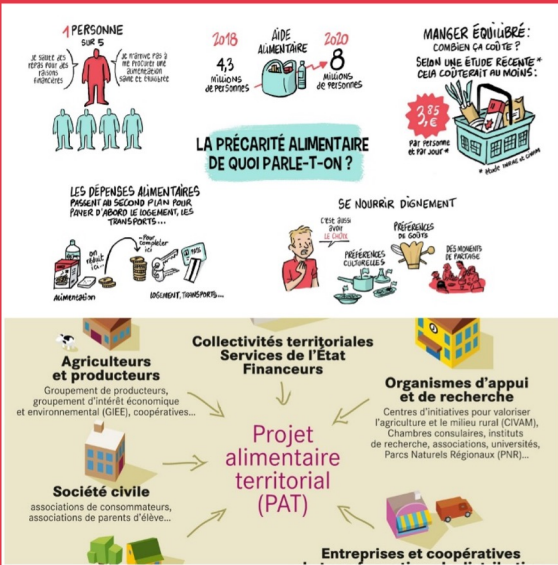 1 PERSONNE
SUR 5
JE SAUTE DES
REPAS POUR DES
RAISONS
FINANCIÈRES
JE N'ARRIVE PAS À
ME PROCURER UNE
ALIMENTATION
SAINE ET ÉQUILIBRÉE
2018
4,3
MILLIONS
DE PERSONNES
AIDE
ALIMENTAIRE
2020
8
MILLIONS
DE PERSONNES
MANGER ÉQUILIBRÉ :
COMBIEN ÇA COÛTE ?
SELON UNE ÉTUDE RÉCENTE*
CELA COÛTERAIT AU MOINS :
3,85
€
PAR PERSONNE
ET PAR JOUR*
LA PRÉCARITÉ ALIMENTAIRE
DE QUOI PARLE-T-ON ?
LES DÉPENSES ALIMENTAIRES
PASSENT AU SECOND PLAN POUR
PAYER D'ABORD LE LOGEMENT, LES
TRANSPORTS...
ON
RÉDUIT
ICI...
...POUR
COMPLÉTER
ICI
ALIMENTATION
LOGEMENT, TRANSPORTS...
SE NOURRIR DIGNEMENT
C'EST AUSSI
AVOIR
LE CHOIX
PRÉFÉRENCES
CULTURELLES
PRÉFÉRENCES
DE GOÛTS
DES MOMENTS
DE PARTAGE
Agriculteurs
et producteurs
Groupement de producteurs,
groupement d'intérêt économique
et environnemental (GIEE), coopératives...
Collectivités territoriales
Services de l'État
Financeurs
Organismes d'appui
et de recherche
Centres d'initiatives pour valoriser
l'agriculture et le milieu rural (CIVAM),
Chambres consulaires, instituts
de recherche, associations, universités,
Parcs Naturels Régionaux (PNR)...
Projet
alimentaire
territorial
(PAT)
Société civile
associations de consommateurs,
associations de parents d'élève...
Entreprises et coopératives